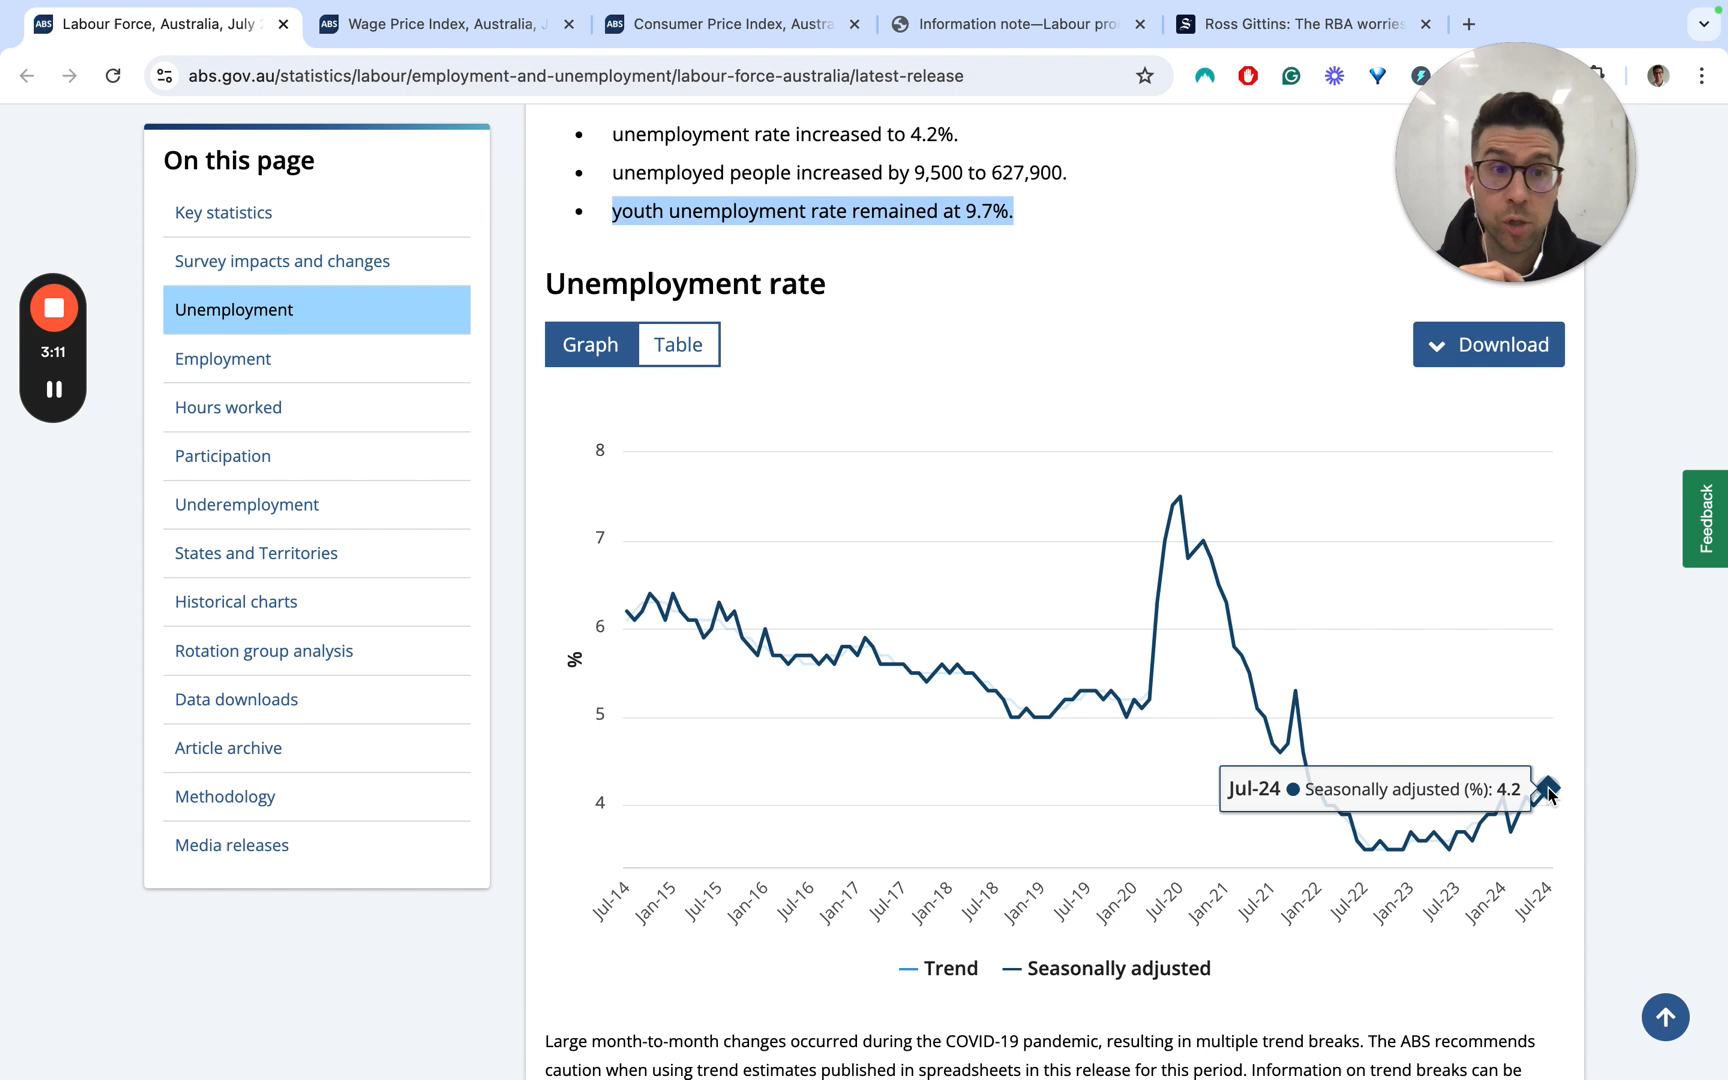 ABS Labour Force, Australia, July
ABS Wage Price Index, Australia, J
ABS Consumer Price Index, Austra
Information note—Labour pro
Ross Gittins: The RBA worries
abs.gov.au/statistics/labour/employment-and-unemployment/labour-force-australia/latest-release
On this page
Key statistics
Survey impacts and changes
Unemployment
Employment
Hours worked
Participation
Underemployment
States and Territories
Historical charts
Rotation group analysis
Data downloads
Article archive
Methodology
Media releases
3:11
unemployment rate increased to 4.2%.
unemployed people increased by 9,500 to 627,900.
youth unemployment rate remained at 9.7%.
Unemployment rate
Graph
Table
Download
%
8
7
6
5
4
Jul-24 Seasonally adjusted (%): 4.2
Jul-14
Jan-15
Jul-15
Jan-16
Jul-16
Jan-17
Jul-17
Jan-18
Jul-18
Jan-19
Jul-19
Jan-20
Jul-20
Jan-21
Jul-21
Jan-22
Jul-22
Jan-23
Jul-23
Jan-24
Jul-24
Trend
Seasonally adjusted
Large month-to-month changes occurred during the COVID-19 pandemic, resulting in multiple trend breaks. The ABS recommends
caution when using trend estimates published in spreadsheets in this release for this period. Information on trend breaks can be
Feedback